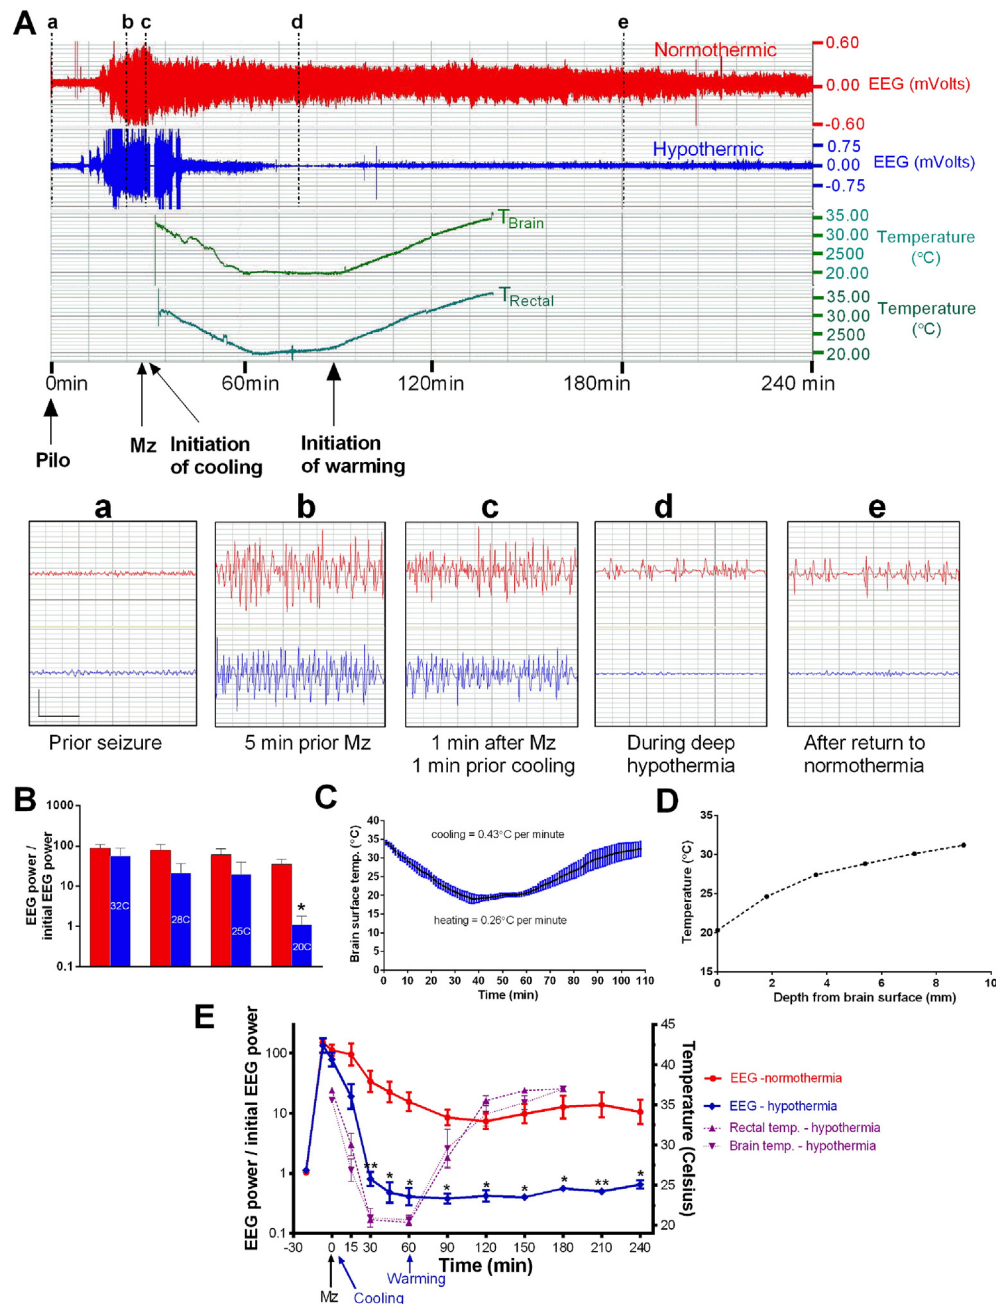 A
a b c d e
Normothermic
0.60
0.00
-0.60
EEG (mVolts)
Hypothermic
0.75
0.00
-0.75
EEG (mVolts)
TBrain
35.00
30.00
2500
20.00
Temperature
(°C)
TRectal
35.00
30.00
2500
20.00
Temperature
(°C)
0min 60min 120min 180min 240 min
Pilo
Mz
Initiation
of cooling
Initiation
of warming
a b c d e
Prior seizure
5 min prior Mz
1 min after Mz
1 min prior cooling
During deep
hypothermia
After return to
normothermia
B
EEG power /
initial EEG power
1000
100
10
1
0.1
32C
28C
25C
*
20C
C
Brain surface temp. (°C)
40
35
30
25
20
15
10
5
0
cooling = 0.43°C per minute
heating = 0.26°C per minute
0 10 20 30 40 50 60 70 80 90 100 110
Time (min)
D
Temperature (°C)
35
30
25
20
15
0 2 4 6 8 10
Depth from brain surface (mm)
E
EEG power / initial EEG power
100
10
1
0.1
** * * * * * * ** *
45
40
35
30
25
20
Temperature (Celsius)
-30 0 15 30 60 90 120 150 180 210 240
Time (min)
Mz
Cooling
Warming
EEG -normothermia
EEG - hypothermia
Rectal temp. - hypothermia
Brain temp. - hypothermia